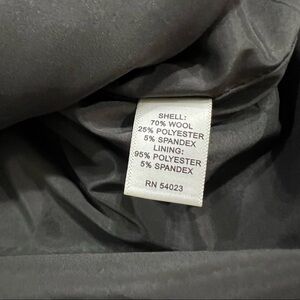 SHELL:
70% WOOL
25% POLYESTER
5% SPANDEX
LINING:
95% POLYESTER
5% SPANDEX
RN 54023